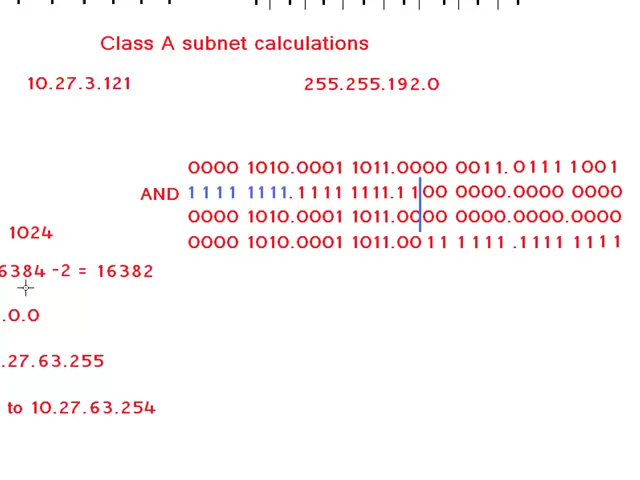 Class A subnet calculations
10.27.3.121 255.255.192.0
0000 1010.0001 1011.0000 0011. 0111 1001
AND 1111 1111. 1111 1111.1100 0000.0000 0000
0000 1010.0001 1011.0000 0000.0000.0000
1024
0000 1010.0001 1011.0011 1111 .1111 1111
6384 -2 = 16382
.0.0
.27.63.255
to 10.27.63.254